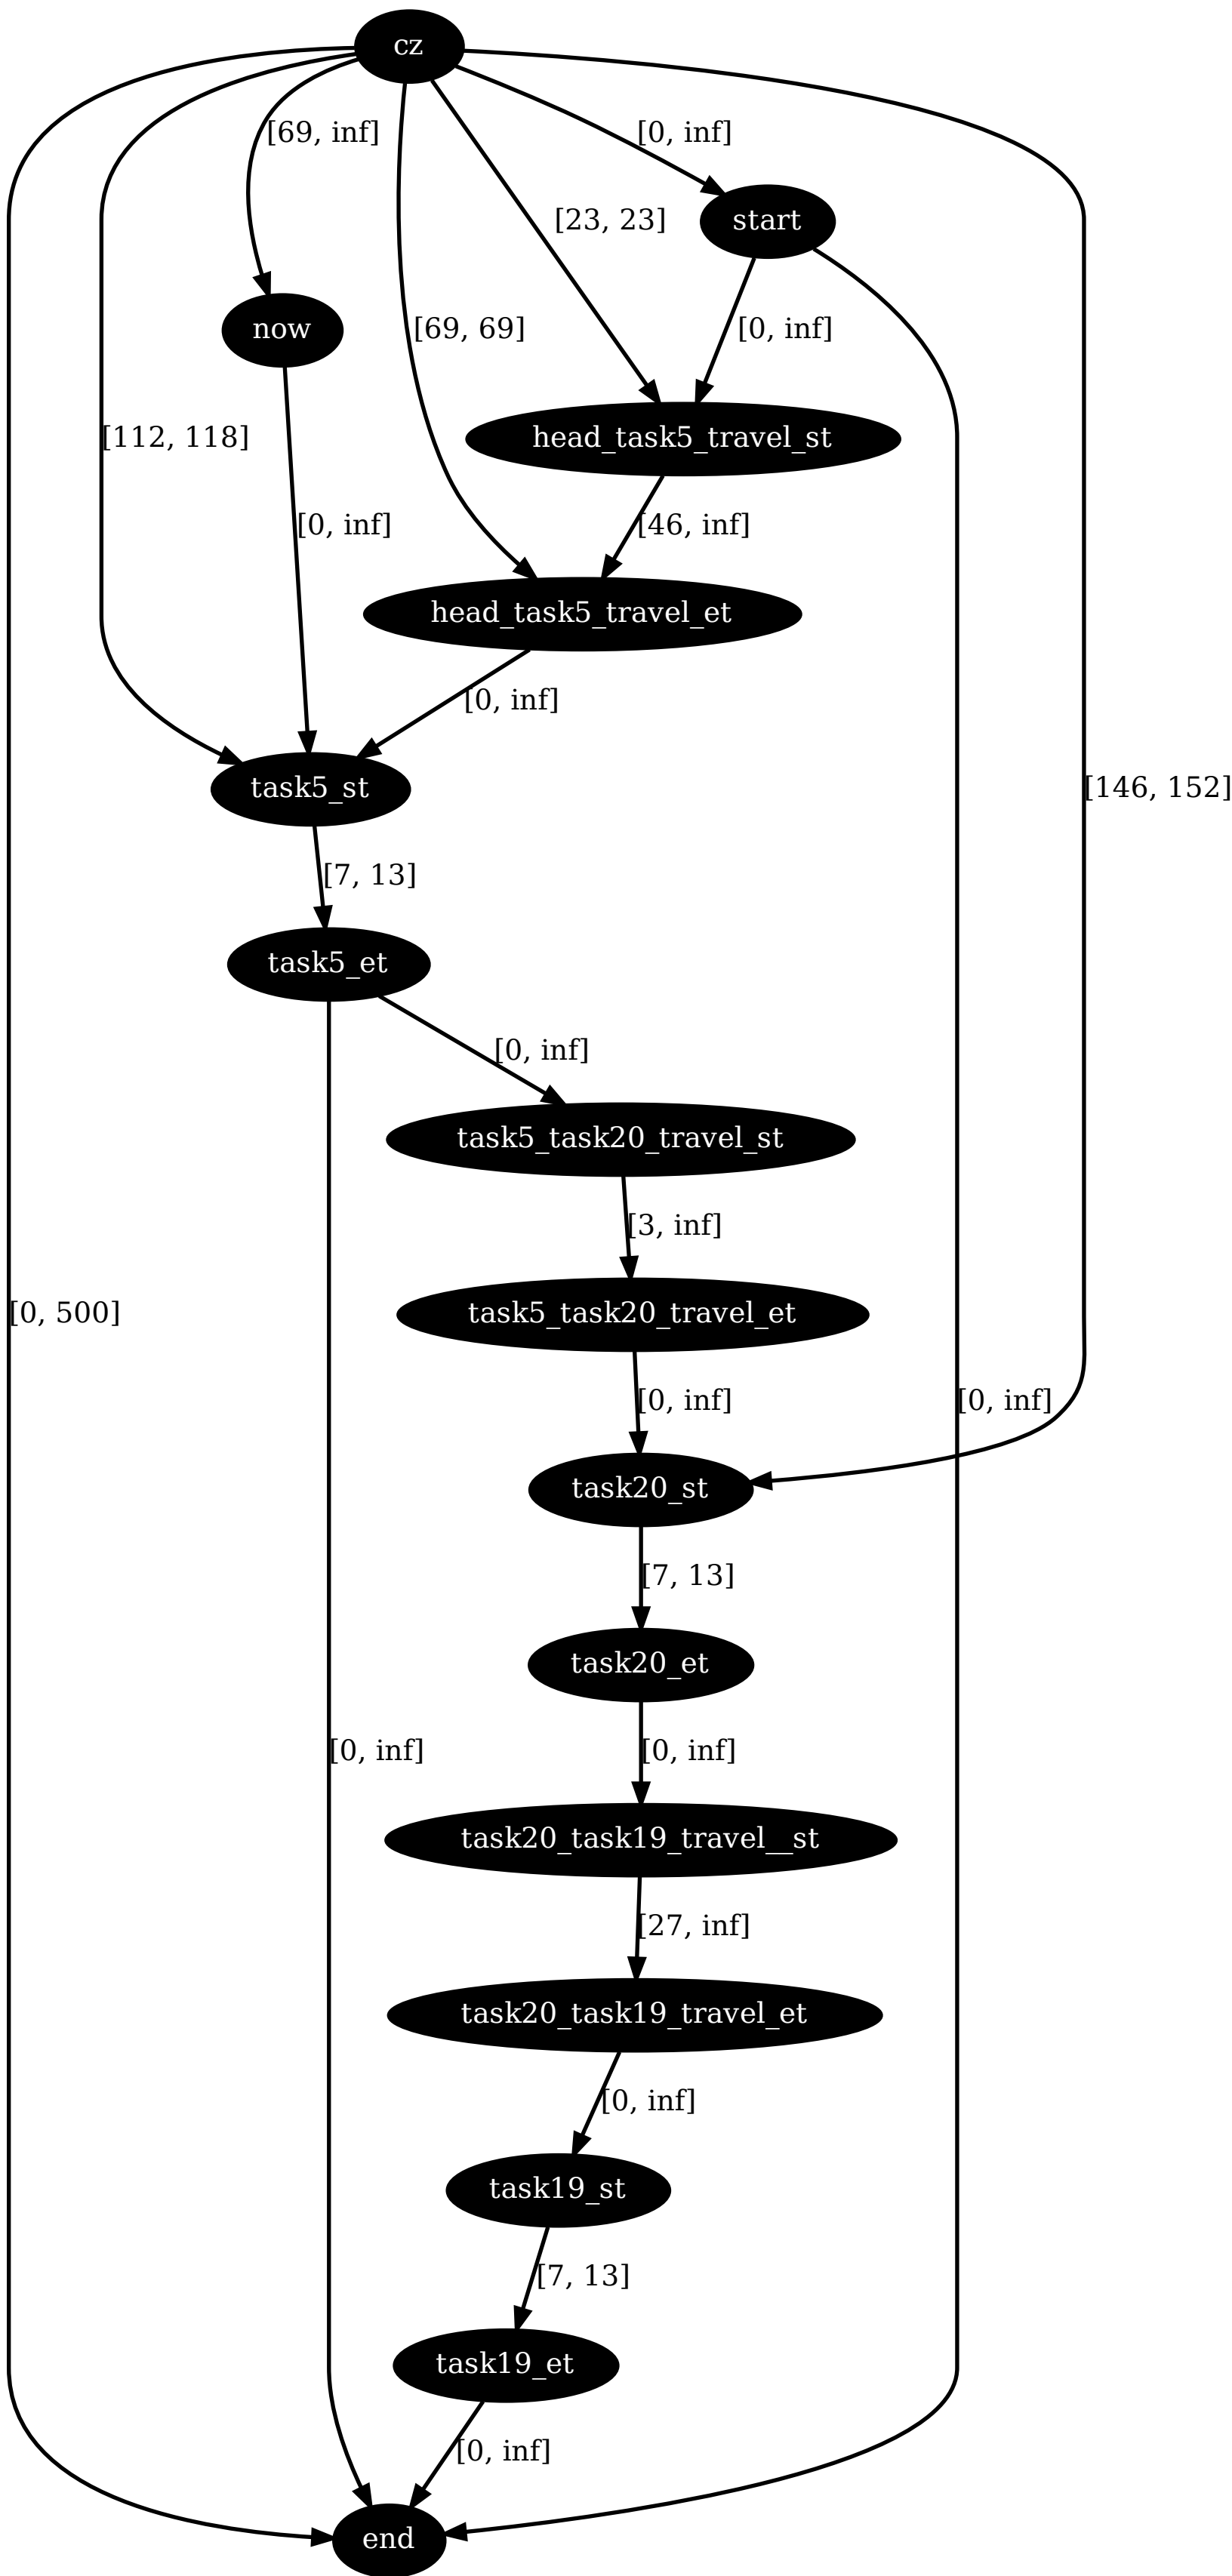 cz
[69, inf]
[0, inf]
start
[23, 23]
now
[69, 69]
[0, inf]
[112, 118]
head_task5_travel_st
[0, inf]
[46, inf]
head_task5_travel_et
[0, inf]
task5_st
[146, 152]
[7, 13]
task5_et
[0, inf]
task5_task20_travel_st
[3, inf]
[0, 500]
task5_task20_travel_et
[0, inf]
[0, inf]
task20_st
[7, 13]
task20_et
[0, inf]
[0, inf]
task20_task19_travel__st
[27, inf]
task20_task19_travel_et
[0, inf]
task19_st
[7, 13]
task19_et
[0, inf]
end